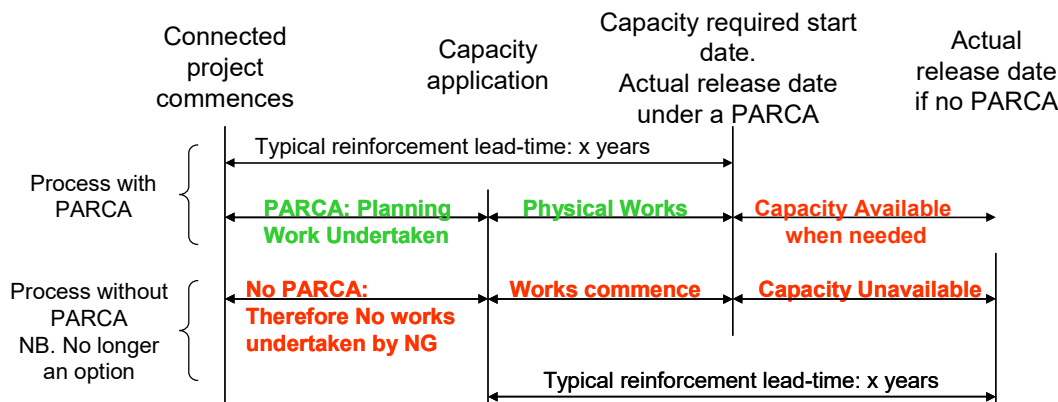 Connected
project
commences
Capacity
application
Capacity required start
date.
Actual release date
under a PARCA
Actual
release date
if no PARCA
Typical reinforcement lead-time: x years
Process with
PARCA
PARCA: Planning
Work Undertaken
Physical Works
Capacity Available
when needed
Process without
PARCA
NB. No longer
an option
No PARCA:
Therefore No works
undertaken by NG
Works commence
Capacity Unavailable
Typical reinforcement lead-time: x years